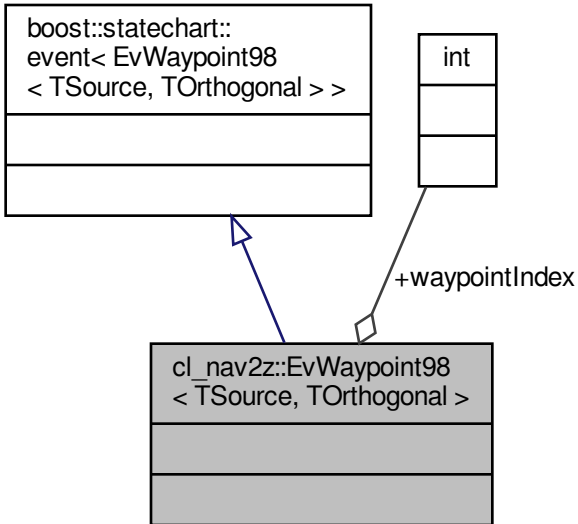 boost::statechart::
event< EvWaypoint98
< TSource, TOrthogonal > >
int
+waypointIndex
cl_nav2z::EvWaypoint98
< TSource, TOrthogonal >